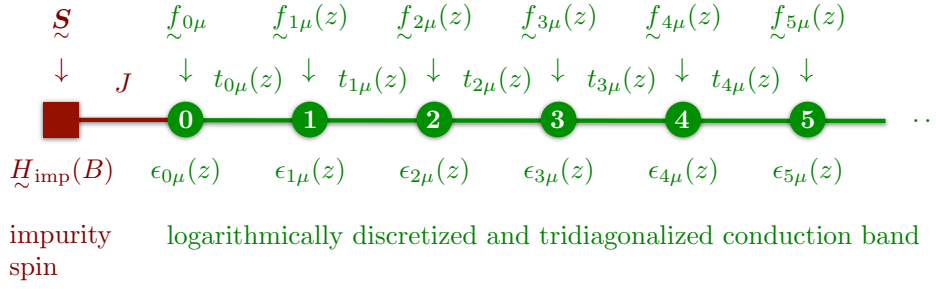 S f₀μ f₁μ(z) f₂μ(z) f₃μ(z) f₄μ(z) f₅μ(z)
↓ ↓ ↓ ↓ ↓ ↓ ↓
J t₀μ(z) t₁μ(z) t₂μ(z) t₃μ(z) t₄μ(z)
0 1 2 3 4 5 ··
H_imp(B) ϵ₀μ(z) ϵ₁μ(z) ϵ₂μ(z) ϵ₃μ(z) ϵ₄μ(z) ϵ₅μ(z)
impurity logarithmically discretized and tridiagonalized conduction band
spin